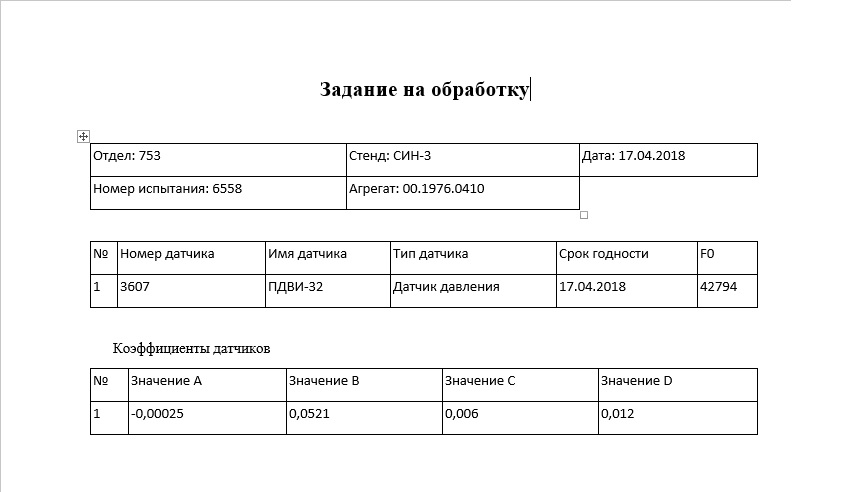 Задание на обработку
Отдел: 753 Стенд: СИН-3 Дата: 17.04.2018
Номер испытания: 6558 Агрегат: 00.1976.0410
№ Номер датчика Имя датчика Тип датчика Срок годности F0
1 3607 ПДВИ-32 Датчик давления 17.04.2018 42794
Коэффициенты датчиков
№ Значение A Значение B Значение C Значение D
1 -0,00025 0,0521 0,006 0,012